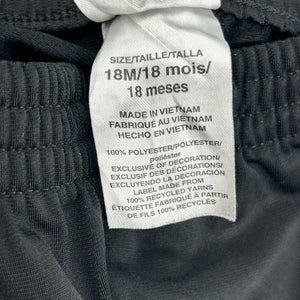 SIZE/TAILLE/TALLA
18M/18 mois/
18 meses
MADE IN VIETNAM
FABRIQUÉ AU VIETNAM
HECHO EN VIETNAM
100% POLYESTER/POLYESTER/
poliéster
EXCLUSIVE OF DECORATION/
EXCLUSIF DE DÉCORATION/
EXCLUYENDO LA DECORACIÓN
LABEL MADE FROM
100% RECYCLED YARNS
ÉTIQUETTE FABRIQUÉ À PARTIR
DE FILS 100% RECYCLÉS